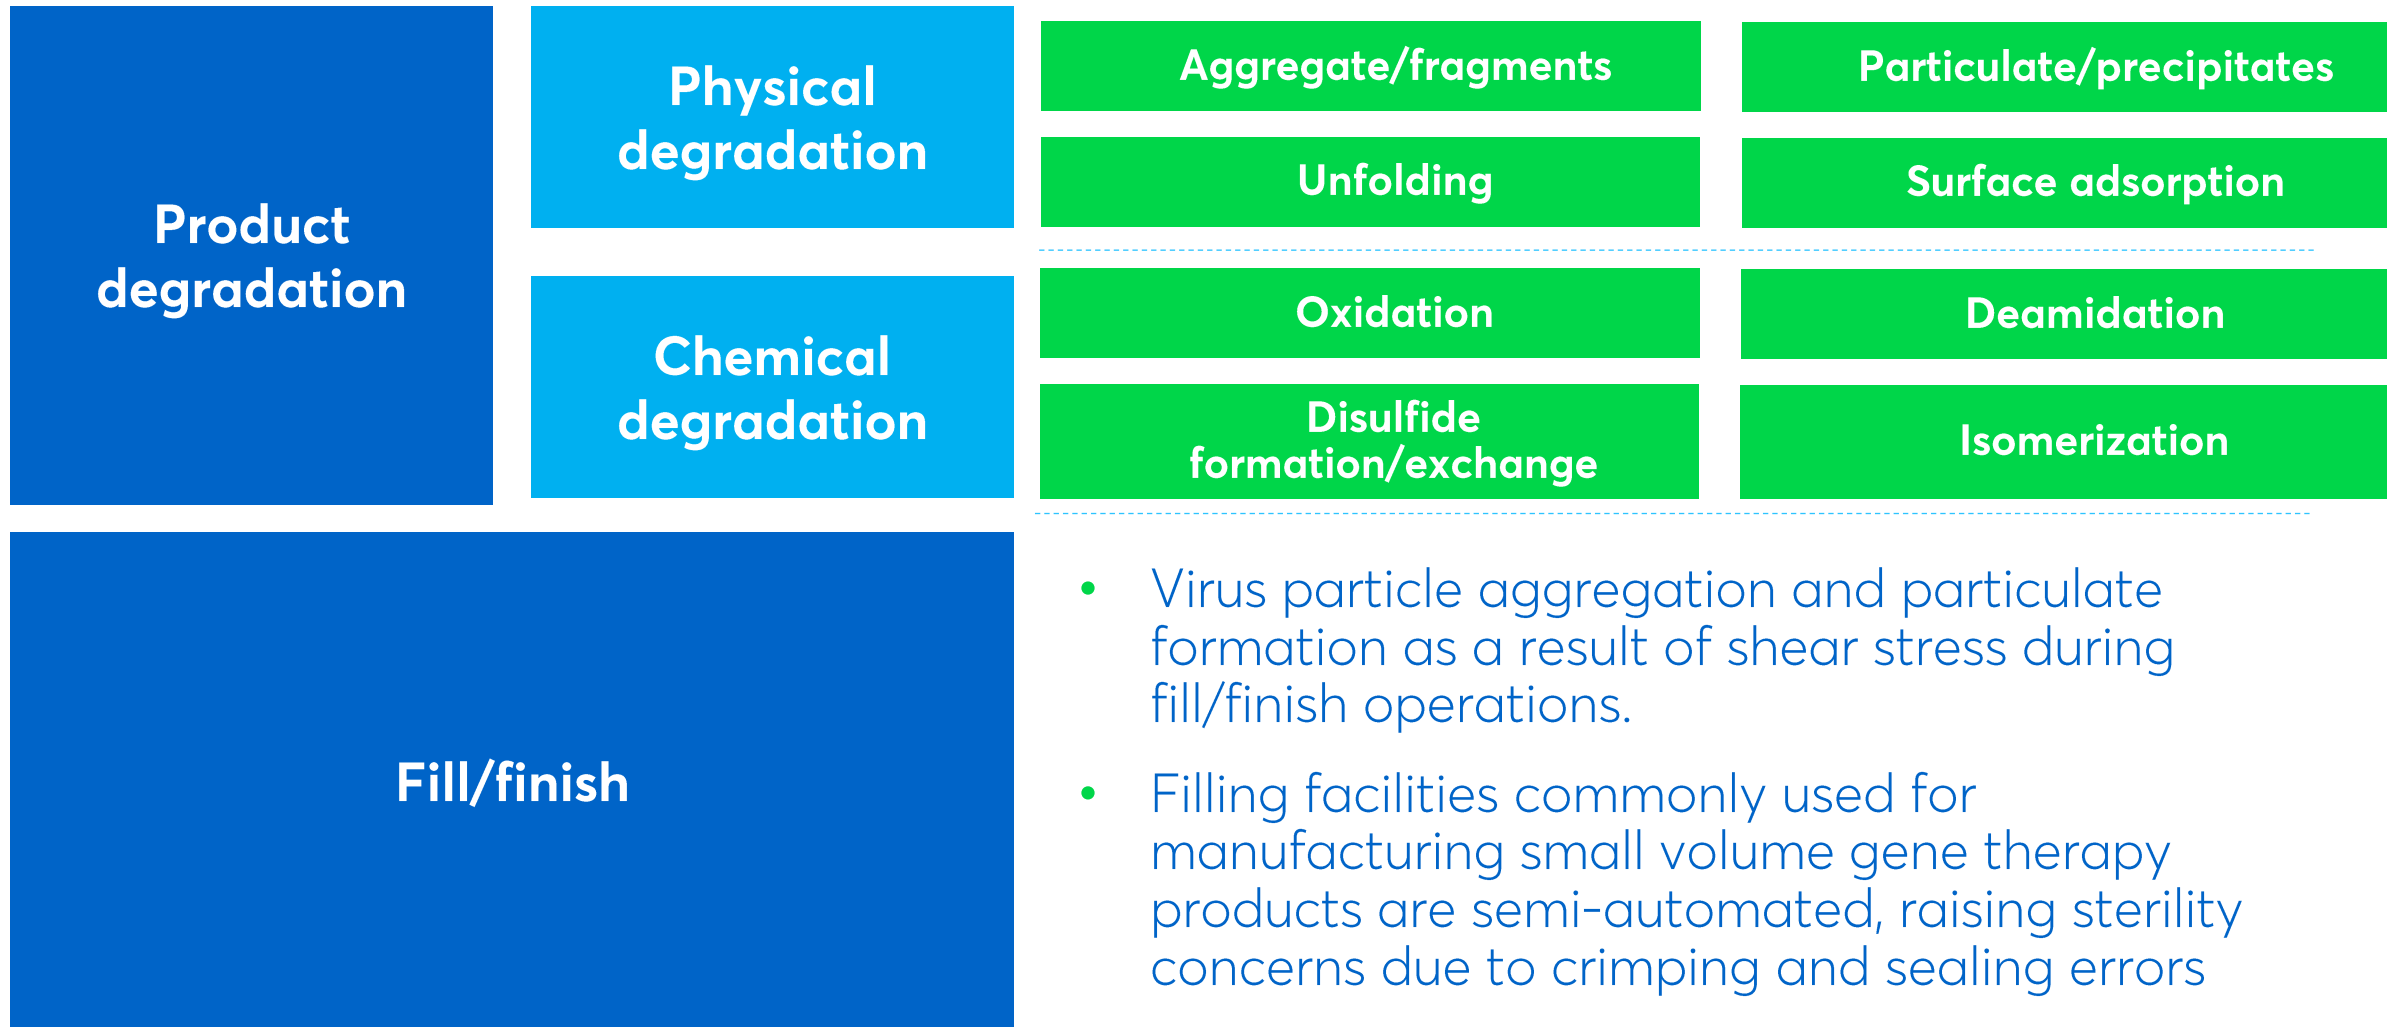 Product
degradation
Physical
degradation
Aggregate/fragments
Particulate/precipitates
Unfolding
Surface adsorption
Chemical
degradation
Oxidation
Deamidation
Disulfide
formation/exchange
Isomerization
Fill/finish
• Virus particle aggregation and particulate
formation as a result of shear stress during
fill/finish operations.
• Filling facilities commonly used for
manufacturing small volume gene therapy
products are semi-automated, raising sterility
concerns due to crimping and sealing errors